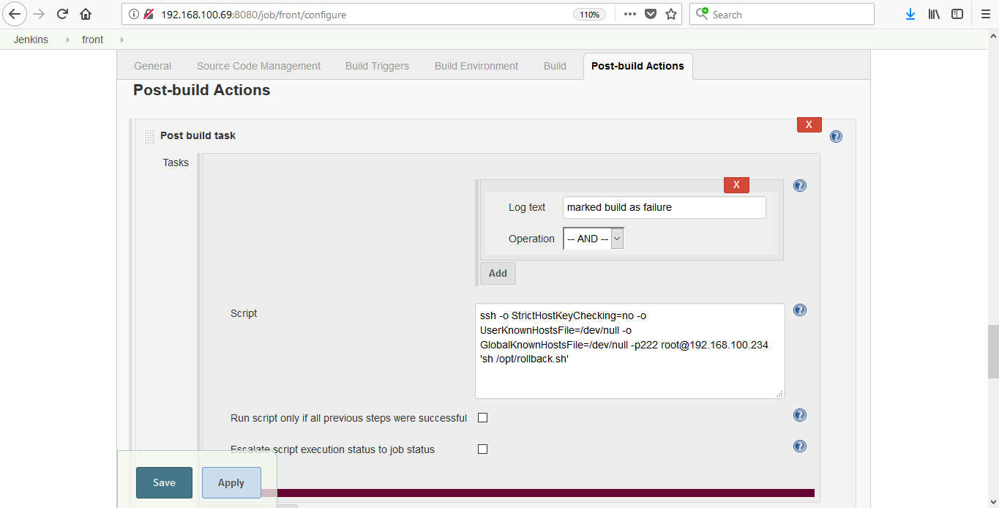 192.168.100.69:8080/job/front/configure 110% Search
Jenkins front
General Source Code Management Build Triggers Build Environment Build Post-build Actions
Post-build Actions
X
Post build task
Tasks
X
Log text marked build as failure
Operation -- AND --
Add
Script
ssh -o StrictHostKeyChecking=no -o
UserKnownHostsFile=/dev/null -o
GlobalKnownHostsFile=/dev/null -p222 root@192.168.100.234
'sh /opt/rollback.sh'
Run script only if all previous steps were successful
Escalate script execution status to job status
Save Apply